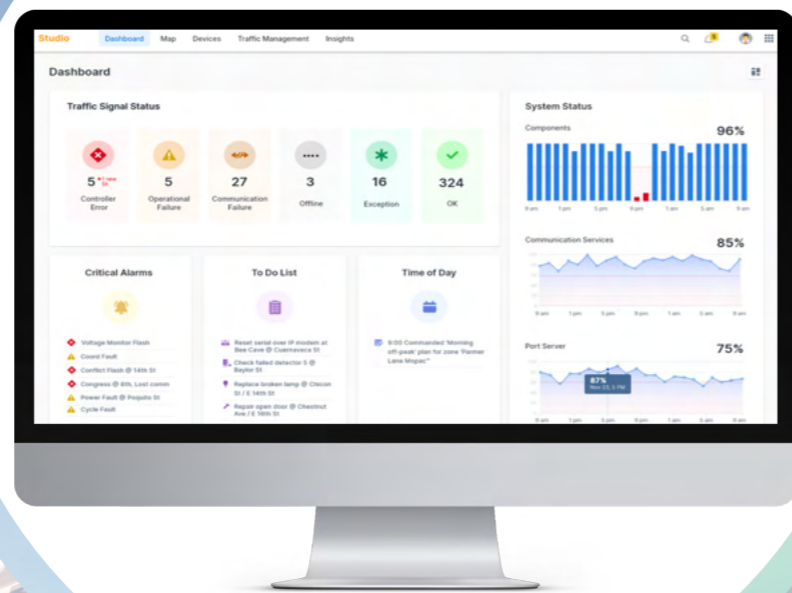 Studio
Dashboard Map Devices Traffic Management Insights
Dashboard
Traffic Signal Status
5
Controller
Error
5
Operational
Failure
27
Communication
Failure
3
Offline
16
Exception
324
OK
Critical Alarms
Voltage Monitor Flash
Coord Fault
Conflict Flash @ 14th St
Congress @ 8th, Lost comm
Power Fault @ Poquito St
Cycle Fault
To Do List
Reset serial over IP modem at
Bee Cave @ Cuernavaca St
Check failed detector 5 @
Baylor St
Replace broken lamp @ Chicon
St / E 14th St
Repair open door @ Chestnut
Ave / E 16th St
Time of Day
9:00 Commanded 'Morning
off-peak' plan for zone 'Parmer
Lane Mopac'"
System Status
Components
96%
9 am 1 pm 5 pm 9 pm 1 am 5 am 9 am
Communication Services
85%
9 am 1 pm 5 pm 9 pm 1 am 5 am 9 am
Port Server
75%
87%
Nov 23, 5 PM
9 am 1 pm 5 pm 9 pm 1 am 5 am 9 am